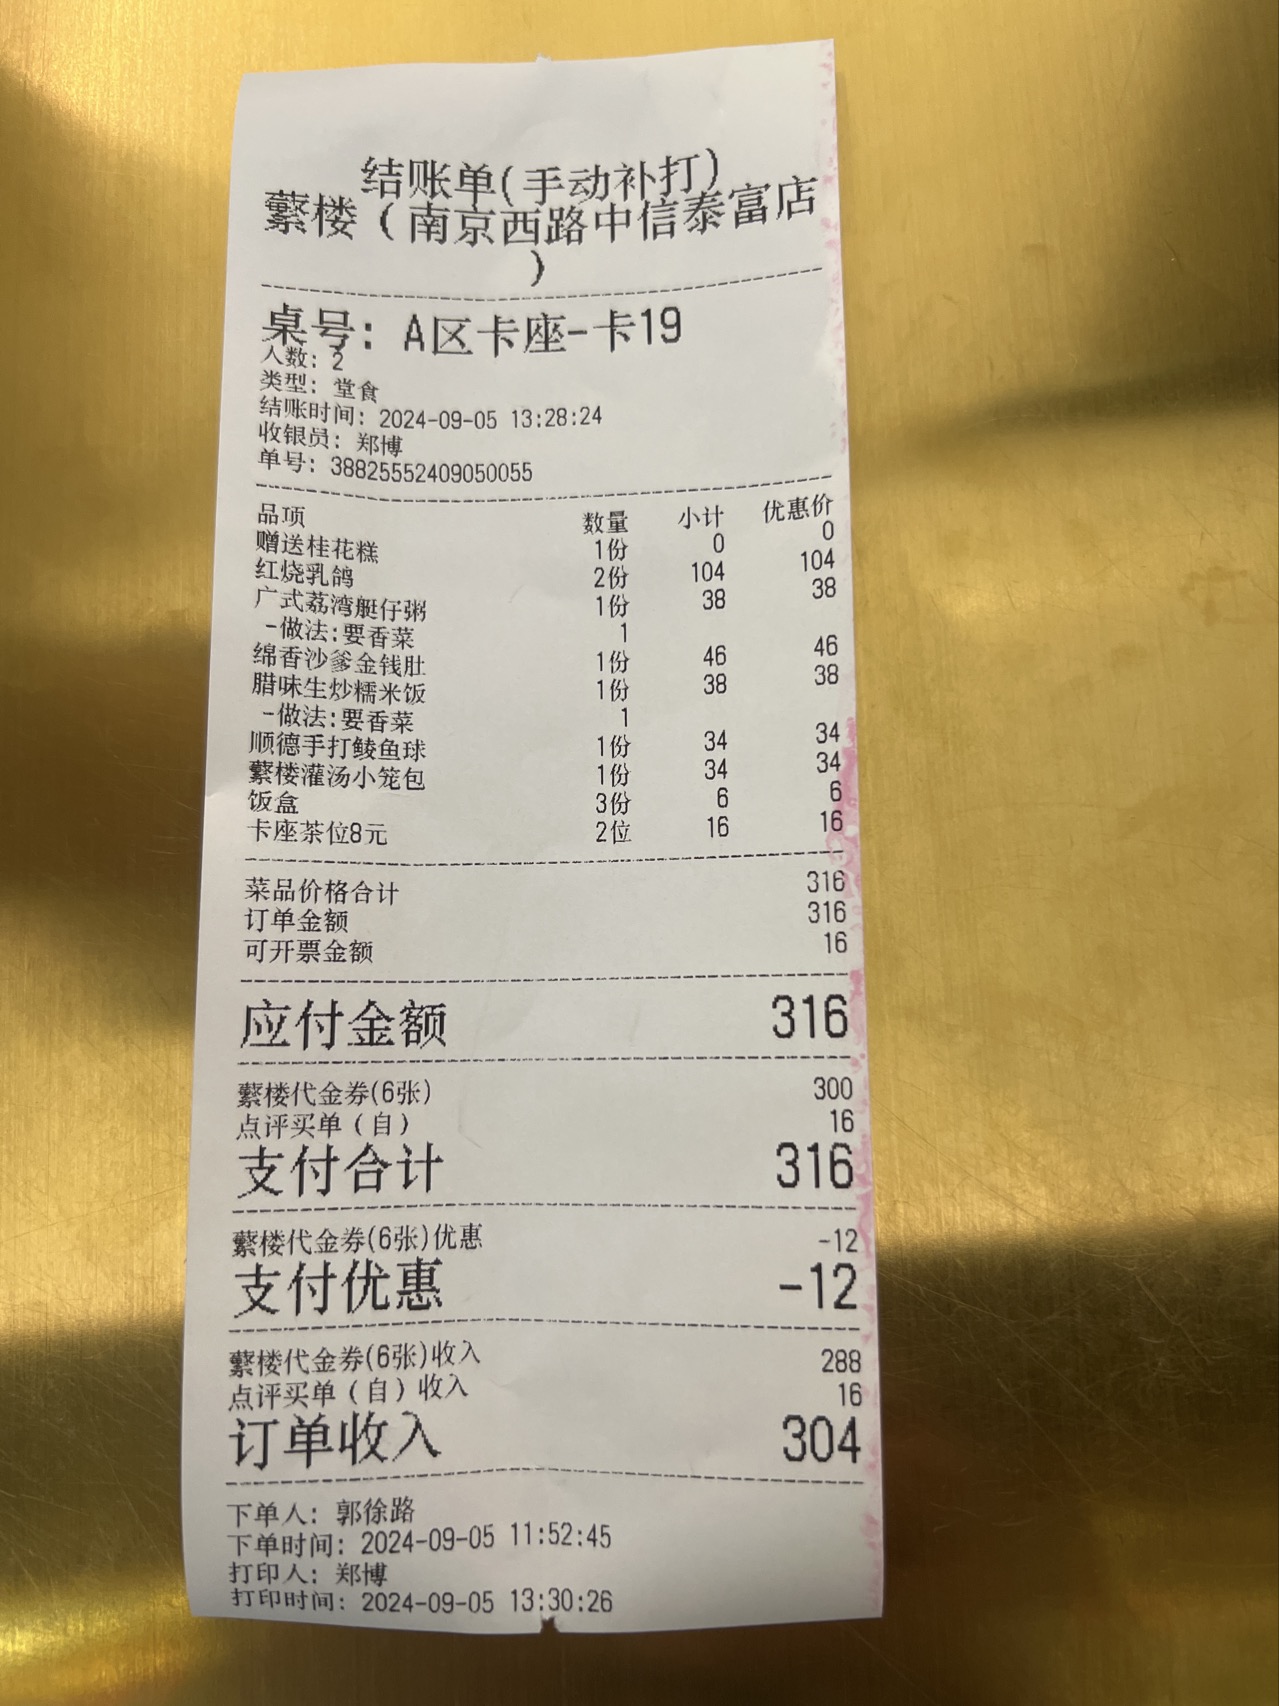 结账单(手动补打)
蘩楼（南京西路中信泰富店
）
桌号：A区卡座-卡19
人数: 2
类型: 堂食
结账时间: 2024-09-05 13:28:24
收银员: 郑博
单号: 38825552409050055
品项 数量 小计 优惠价
赠送桂花糕 1份 0 0
红烧乳鸽 2份 104 104
广式荔湾艇仔粥 1份 38 38
-做法:要香菜 1
绵香沙爹金钱肚 1份 46 46
腊味生炒糯米饭 1份 38 38
-做法:要香菜 1
顺德手打鲮鱼球 1份 34 34
蘩楼灌汤小笼包 1份 34 34
饭盒 3份 6 6
卡座茶位8元 2位 16 16
菜品价格合计 316
订单金额 316
可开票金额 16
应付金额 316
蘩楼代金券(6张) 300
点评买单（自） 16
支付合计 316
蘩楼代金券(6张)优惠 -12
支付优惠 -12
蘩楼代金券(6张)收入 288
点评买单（自）收入 16
订单收入 304
下单人: 郭徐路
下单时间: 2024-09-05 11:52:45
打印人: 郑博
打印时间: 2024-09-05 13:30:26